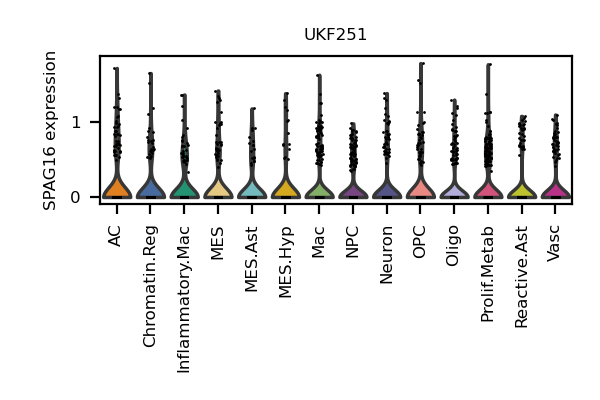 UKF251
SPAG16 expression
1
0
AC
Chromatin.Reg
Inflammatory.Mac
MES
MES.Ast
MES.Hyp
Mac
NPC
Neuron
OPC
Oligo
Prolif.Metab
Reactive.Ast
Vasc